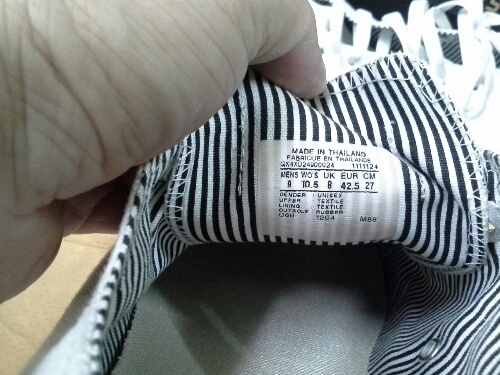 MADE IN THAILAND
FABRIQUE EN THAILANDE
GX4XU24900024 1111124
MENS WO'S UK EUR CM
9 10.5 8 42.5 27
GENDER : UNISEX
UPPER : TEXTILE
LINING : TEXTILE
OUTSOLE : RUBBER
1204 M88